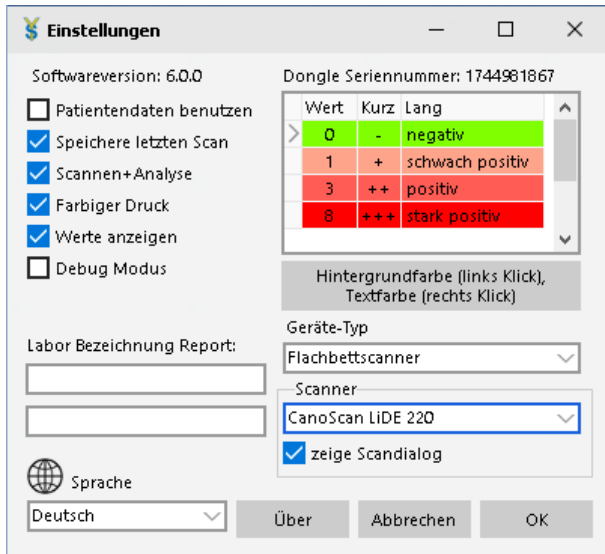 Einstellungen
Softwareversion: 6.0.0
Dongle Seriennummer: 1744981867
Patientendaten benutzen
Speichere letzten Scan
Scannen+Analyse
Farbiger Druck
Werte anzeigen
Debug Modus
Wert Kurz Lang
0 - negativ
1 + schwach positiv
3 ++ positiv
8 +++ stark positiv
Hintergrundfarbe (links Klick),
Textfarbe (rechts Klick)
Geräte-Typ
Flachbettscanner
Labor Bezeichnung Report:
Scanner
CanoScan LiDE 220
zeige Scandialog
Sprache
Deutsch
Über
Abbrechen
OK